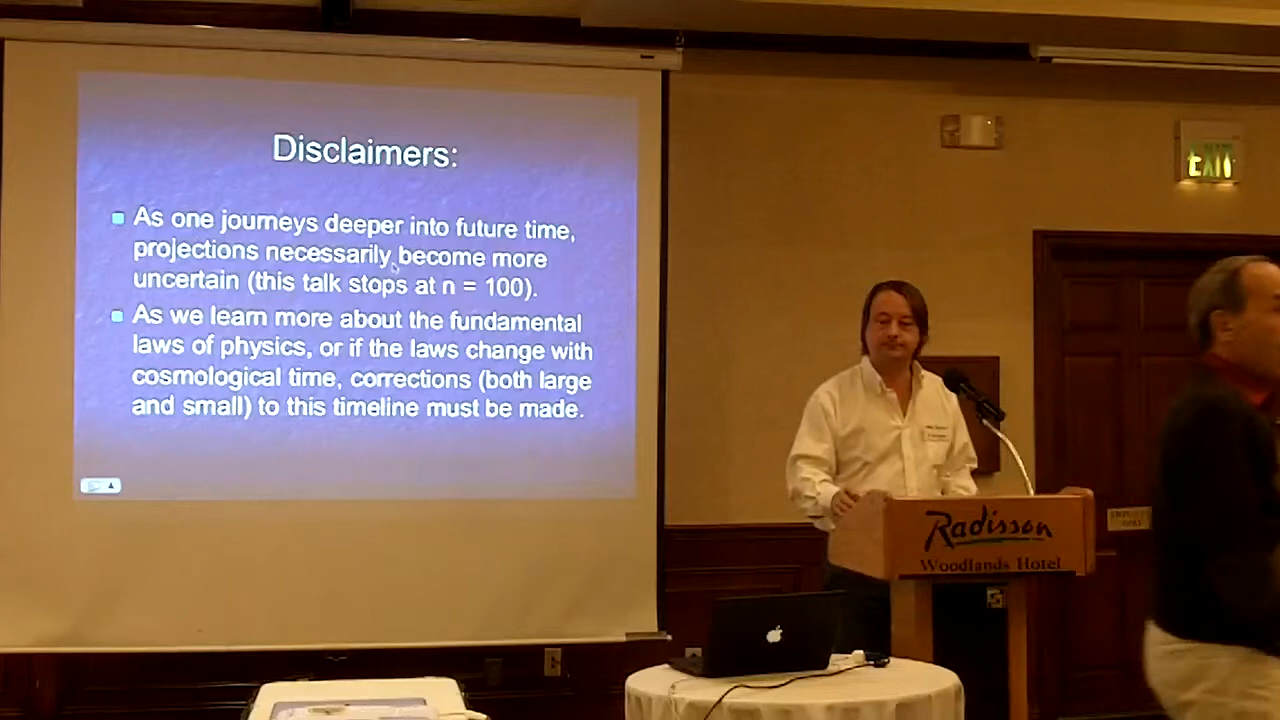 Disclaimers:
As one journeys deeper into future time,
projections necessarily become more
uncertain (this talk stops at n = 100).
As we learn more about the fundamental
laws of physics, or if the laws change with
cosmological time, corrections (both large
and small) to this timeline must be made.
EXIT
Radisson
Woodlands Hotel